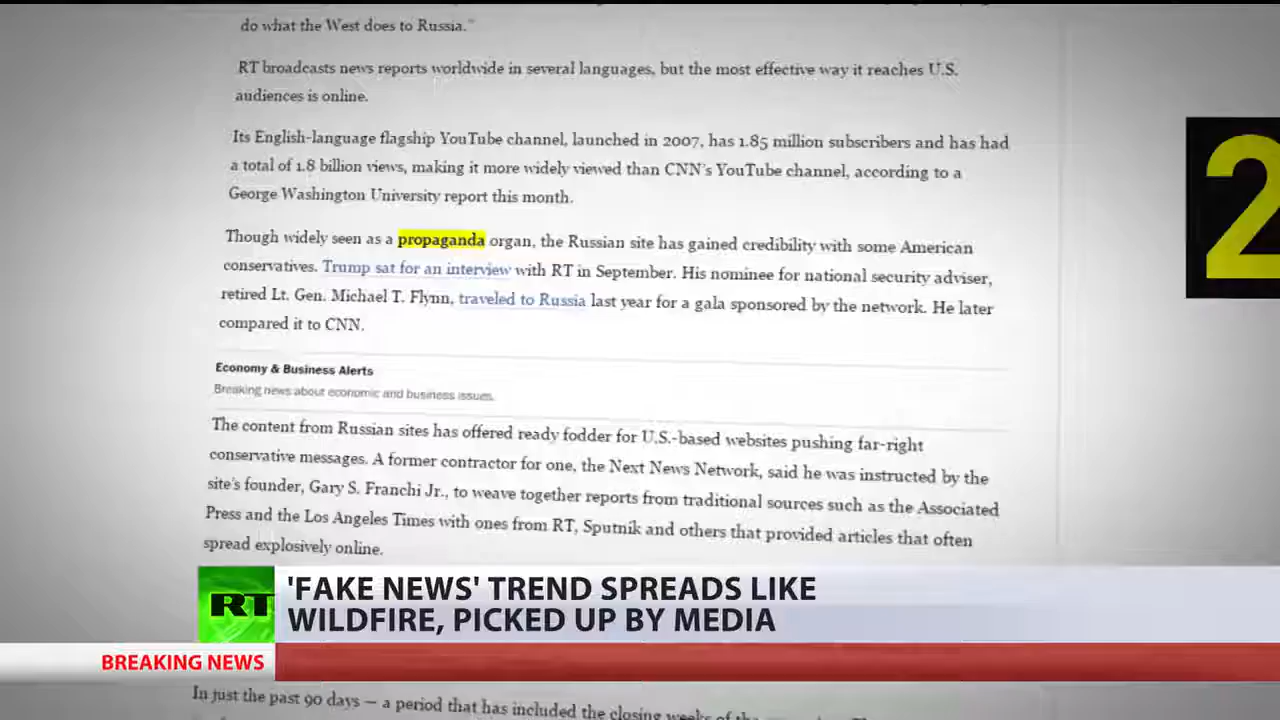 do what the West does to Russia."
RT broadcasts news reports worldwide in several languages, but the most effective way it reaches U.S.
audiences is online.
Its English-language flagship YouTube channel, launched in 2007, has 1.85 million subscribers and has had
a total of 1.8 billion views, making it more widely viewed than CNN's YouTube channel, according to a
George Washington University report this month.
Though widely seen as a propaganda organ, the Russian site has gained credibility with some American
conservatives. Trump sat for an interview with RT in September. His nominee for national security adviser,
retired Lt. Gen. Michael T. Flynn, traveled to Russia last year for a gala sponsored by the network. He later
compared it to CNN.
Economy & Business Alerts
Breaking news about economic and business issues.
The content from Russian sites has offered ready fodder for U.S.-based websites pushing far-right
conservative messages. A former contractor for one, the Next News Network, said he was instructed by the
site's founder, Gary S. Franchi Jr., to weave together reports from traditional sources such as the Associated
Press and the Los Angeles Times with ones from RT, Sputnik and others that provided articles that often
spread explosively online.
2
RT
'FAKE NEWS' TREND SPREADS LIKE
WILDFIRE, PICKED UP BY MEDIA
BREAKING NEWS
In just the past 90 days — a period that has included the closing weeks of the